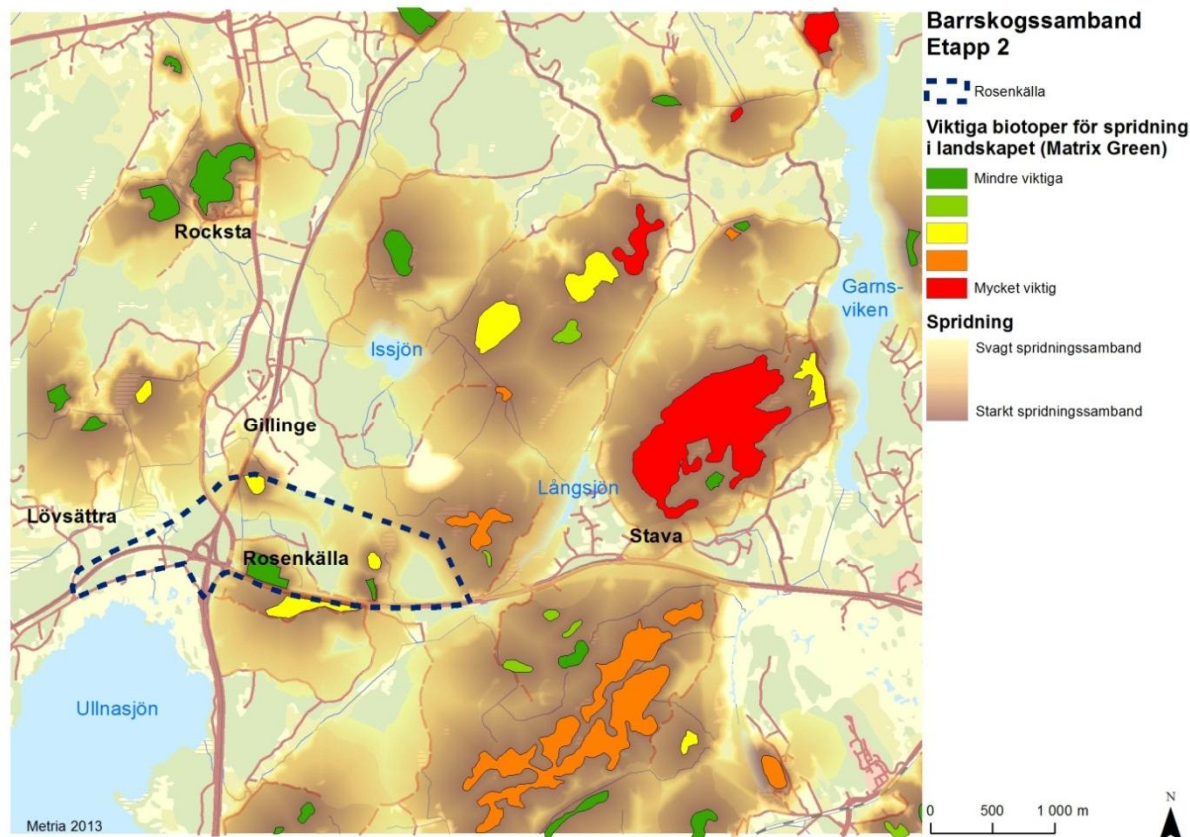 Barrskogssamband
Etapp 2
Rosenkälla
Viktiga biotoper för spridning
i landskapet (Matrix Green)
Mindre viktiga
Mycket viktig
Spridning
Svagt spridningssamband
Starkt spridningssamband
Rocksta
Garns-
viken
Issjön
Gillinge
Långsjön
Lövsättra
Stava
Rosenkälla
Ullnasjön
Metria 2013
0 500 1 000 m
N